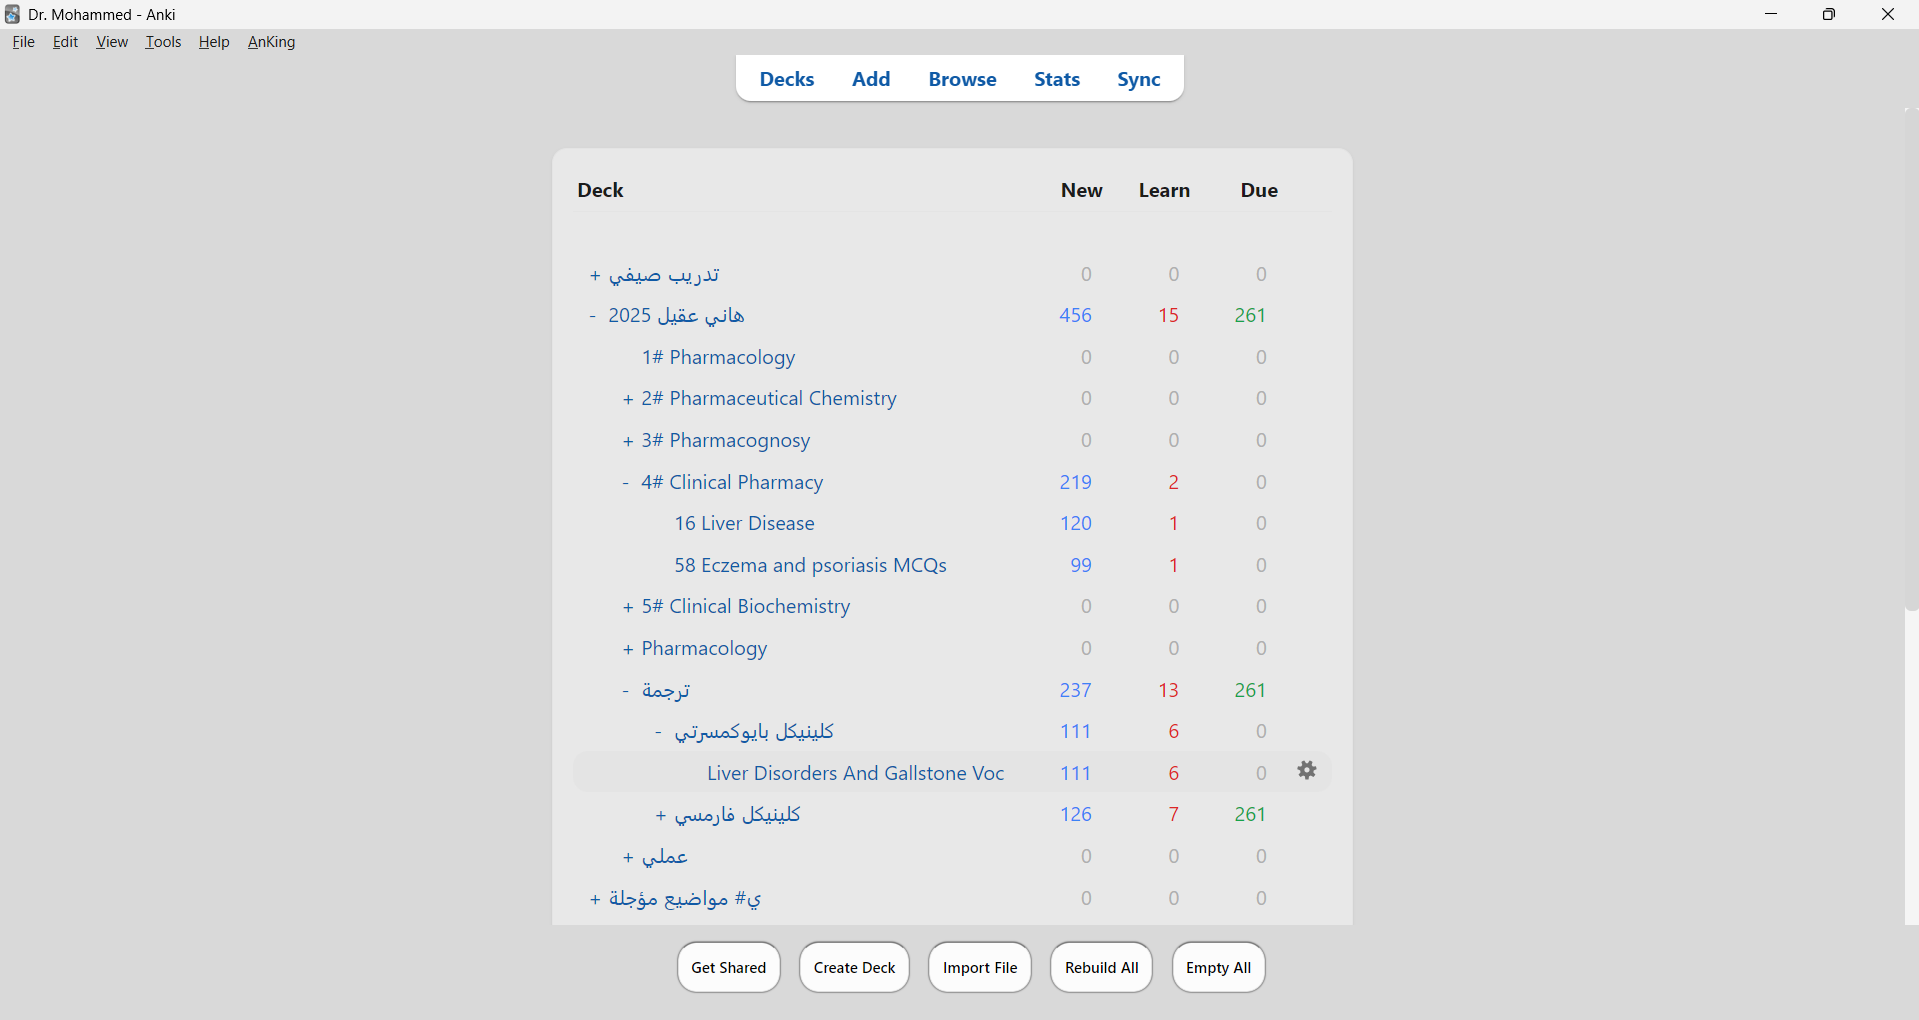 Dr. Mohammed - Anki
File Edit View Tools Help AnKing
Decks Add Browse Stats Sync
Deck New Learn Due
+ تدريب صيفي 0 0 0
- هاني عقيل 2025 456 15 261
1# Pharmacology 0 0 0
+ 2# Pharmaceutical Chemistry 0 0 0
+ 3# Pharmacognosy 0 0 0
- 4# Clinical Pharmacy 219 2 0
16 Liver Disease 120 1 0
58 Eczema and psoriasis MCQs 99 1 0
+ 5# Clinical Biochemistry 0 0 0
+ Pharmacology 0 0 0
- ترجمة 237 13 261
- كلينيكل بايوكمسرتي 111 6 0
Liver Disorders And Gallstone Voc 111 6 0
+ كلينيكل فارمسي 126 7 261
+ عملي 0 0 0
+ ي# مواضيع مؤجلة 0 0 0
Get Shared Create Deck Import File Rebuild All Empty All